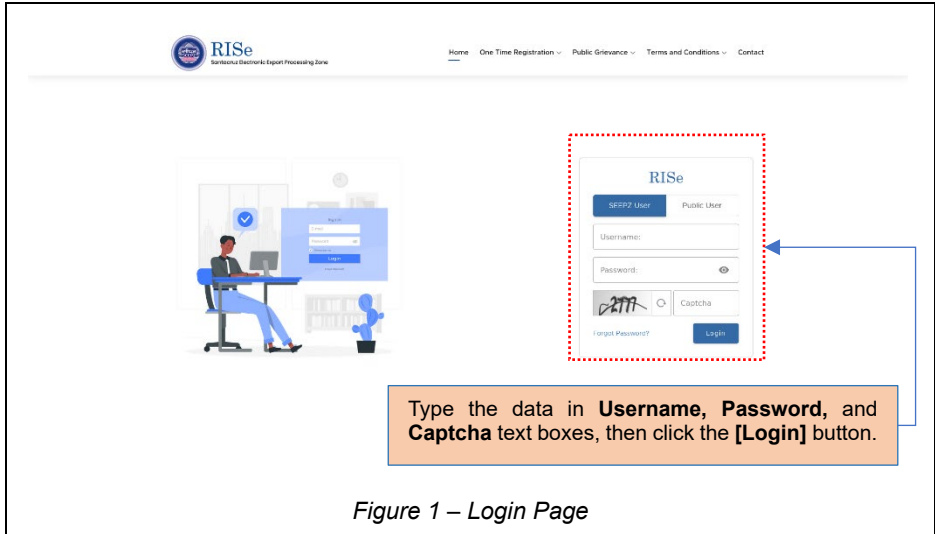 RISe
Santacruz Electronic Export Processing Zone
Home One Time Registration Public Grievance Terms and Conditions Contact
RISe
SEEPZ User Public User
Username:
Password:
Captcha
Forgot Password?
Login
Password
Login
Type the data in Username, Password, and
Captcha text boxes, then click the [Login] button.
Figure 1 – Login Page